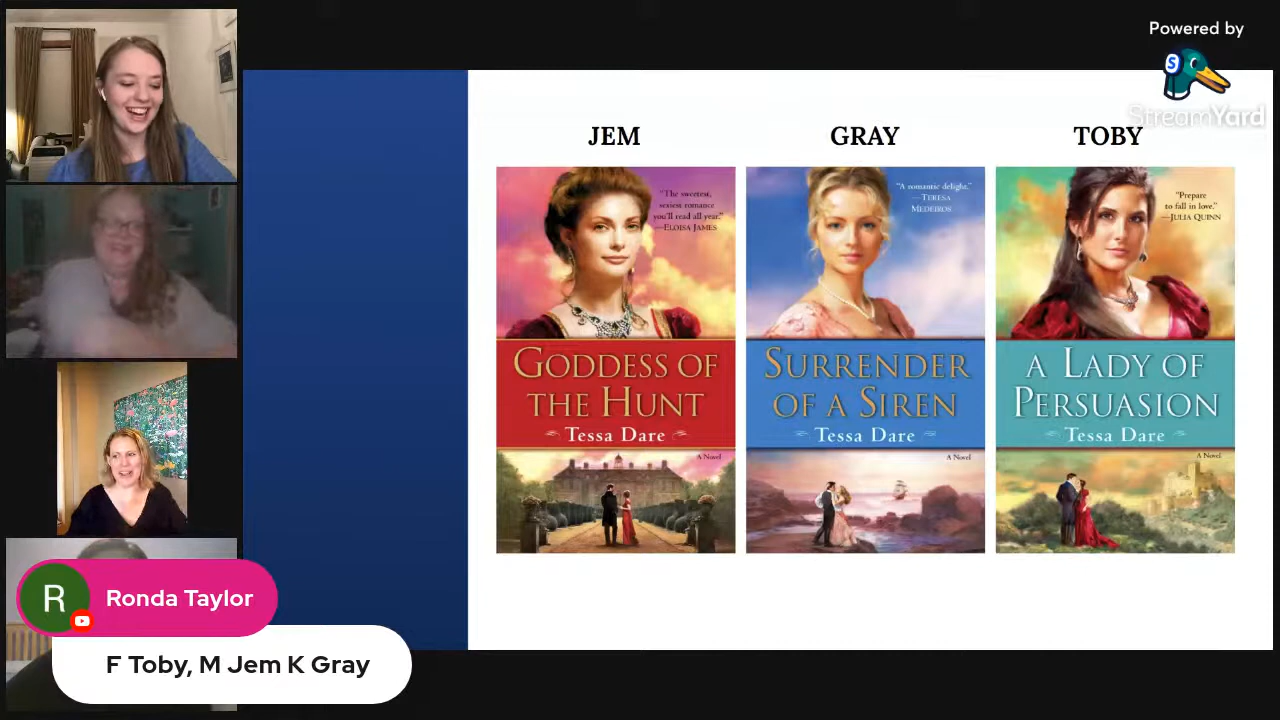 Powered by
S
StreamYard
JEM
GRAY
TOBY
"The sweetest,
sexiest romance
you'll read all year."
—ELOISA JAMES
GODDESS OF
THE HUNT
Tessa Dare
A Novel
"A romantic delight."
—TERESA
MEDEIROS
SURRENDER
OF A SIREN
Tessa Dare
A Novel
"Prepare
to fall in love."
—JULIA QUINN
A LADY OF
PERSUASION
Tessa Dare
A Novel
R
Ronda Taylor
F Toby, M Jem K Gray